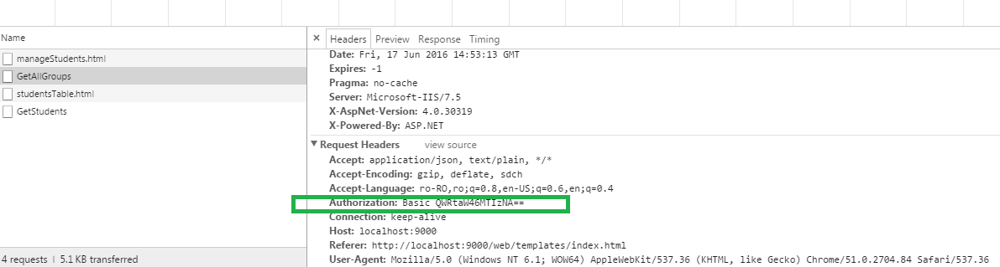 Name
manageStudents.html
GetAllGroups
studentsTable.html
GetStudents
4 requests | 5.1 KB transferred
× Headers Preview Response Timing
Date: Fri, 17 Jun 2016 14:53:13 GMT
Expires: -1
Pragma: no-cache
Server: Microsoft-IIS/7.5
X-AspNet-Version: 4.0.30319
X-Powered-By: ASP.NET
Request Headers view source
Accept: application/json, text/plain, */*
Accept-Encoding: gzip, deflate, sdch
Accept-Language: ro-RO,ro;q=0.8,en-US;q=0.6,en;q=0.4
Authorization: Basic QWRtaW46MTIzNA==
Connection: keep-alive
Host: localhost:9000
Referer: http://localhost:9000/web/templates/index.html
User-Agent: Mozilla/5.0 (Windows NT 6.1; WOW64) AppleWebKit/537.36 (KHTML, like Gecko) Chrome/51.0.2704.84 Safari/537.36